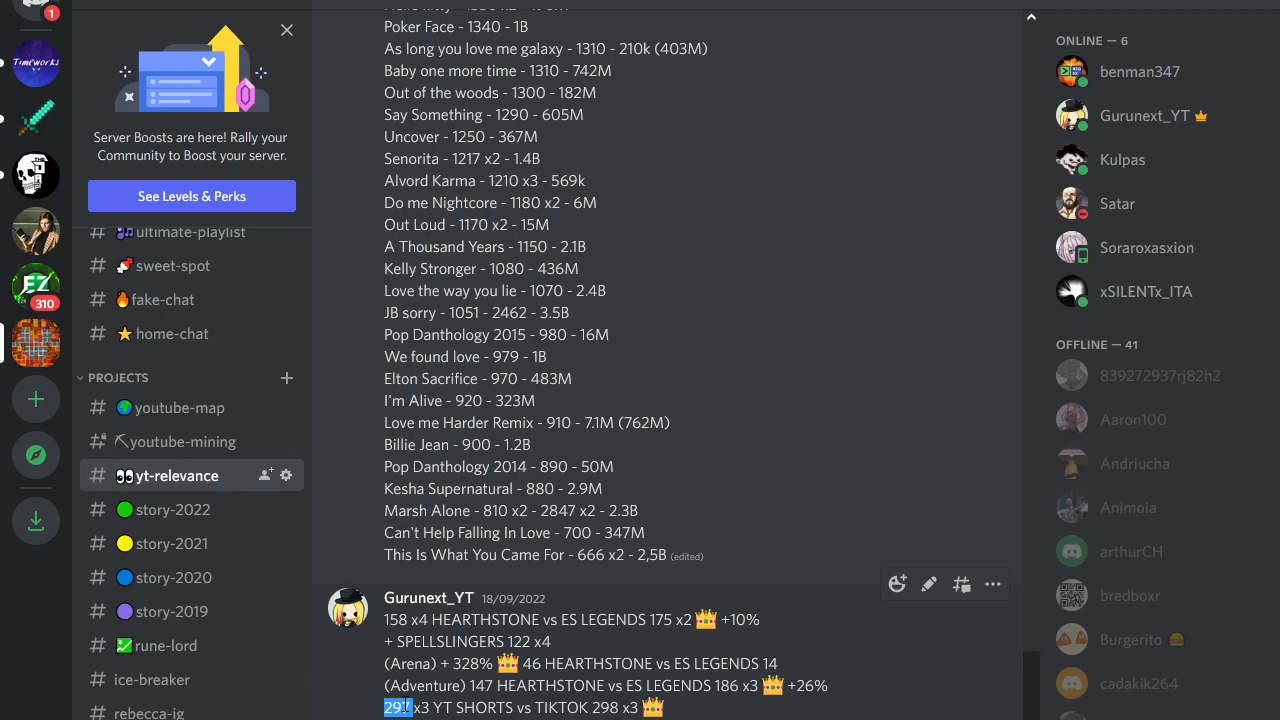 1
TIMEWORKS
THE
310
Server Boosts are here! Rally your
Community to Boost your server.
See Levels & Perks
# ultimate-playlist
# sweet-spot
# fake-chat
# home-chat
PROJECTS
# youtube-map
# youtube-mining
# yt-relevance
# story-2022
# story-2021
# story-2020
# story-2019
# rune-lord
# ice-breaker
# rebecca-ig
Poker Face - 1340 - 1B
As long you love me galaxy - 1310 - 210k (403M)
Baby one more time - 1310 - 742M
Out of the woods - 1300 - 182M
Say Something - 1290 - 605M
Uncover - 1250 - 367M
Senorita - 1217 x2 - 1.4B
Alvord Karma - 1210 x3 - 569k
Do me Nightcore - 1180 x2 - 6M
Out Loud - 1170 x2 - 15M
A Thousand Years - 1150 - 2.1B
Kelly Stronger - 1080 - 436M
Love the way you lie - 1070 - 2.4B
JB sorry - 1051 - 2462 - 3.5B
Pop Danthology 2015 - 980 - 16M
We found love - 979 - 1B
Elton Sacrifice - 970 - 483M
I'm Alive - 920 - 323M
Love me Harder Remix - 910 - 7.1M (762M)
Billie Jean - 900 - 1.2B
Pop Danthology 2014 - 890 - 50M
Kesha Supernatural - 880 - 2.9M
Marsh Alone - 810 x2 - 2847 x2 - 2.3B
Can't Help Falling In Love - 700 - 347M
This Is What You Came For - 666 x2 - 2,5B (edited)
Gurunext_YT 18/09/2022
158 x4 HEARTHSTONE vs ES LEGENDS 175 x2 👑 +10%
+ SPELLSLINGERS 122 x4
(Arena) + 328% 👑 46 HEARTHSTONE vs ES LEGENDS 14
(Adventure) 147 HEARTHSTONE vs ES LEGENDS 186 x3 👑 +26%
297 x3 YT SHORTS vs TIKTOK 298 x3 👑
ONLINE — 6
benman347
Gurunext_YT
Kulpas
Satar
Soraroxasxion
xSILENTx_ITA
OFFLINE — 41
839272937rj82h2
Aaron100
Andriucha
Animoia
arthurCH
bredboxr
Burgerito
cadakik264